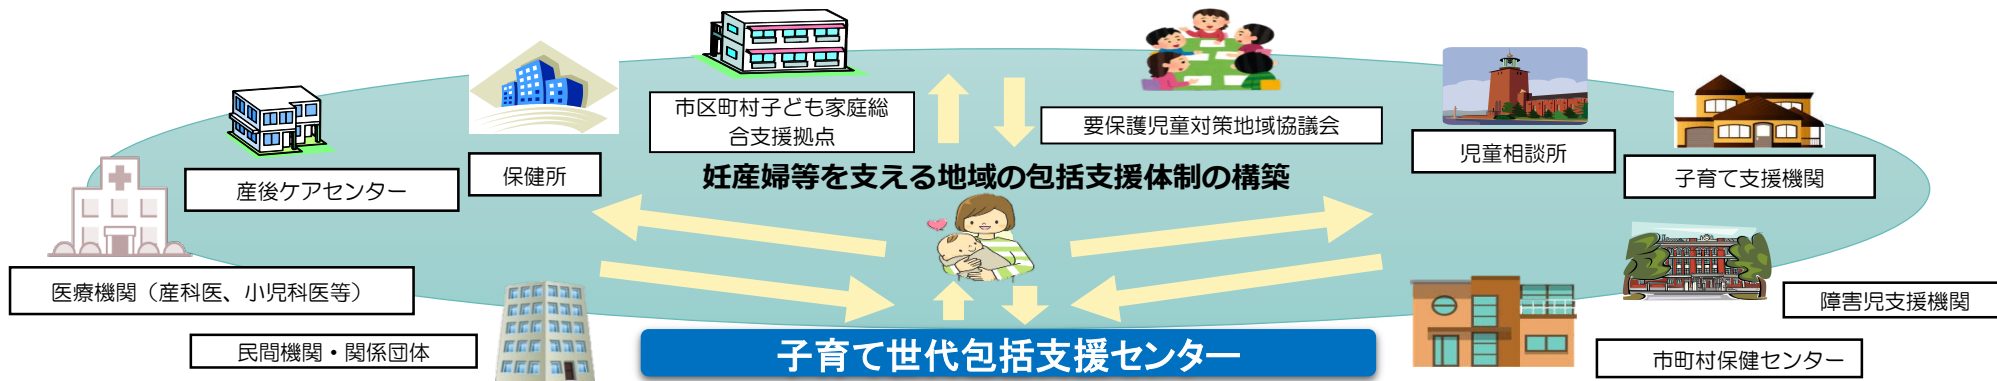 市区町村子ども家庭総
合支援拠点
要保護児童対策地域協議会
児童相談所
保健所
産後ケアセンター
子育て支援機関
妊産婦等を支える地域の包括支援体制の構築
医療機関（産科医、小児科医等）
障害児支援機関
民間機関・関係団体
子育て世代包括支援センター
市町村保健センター